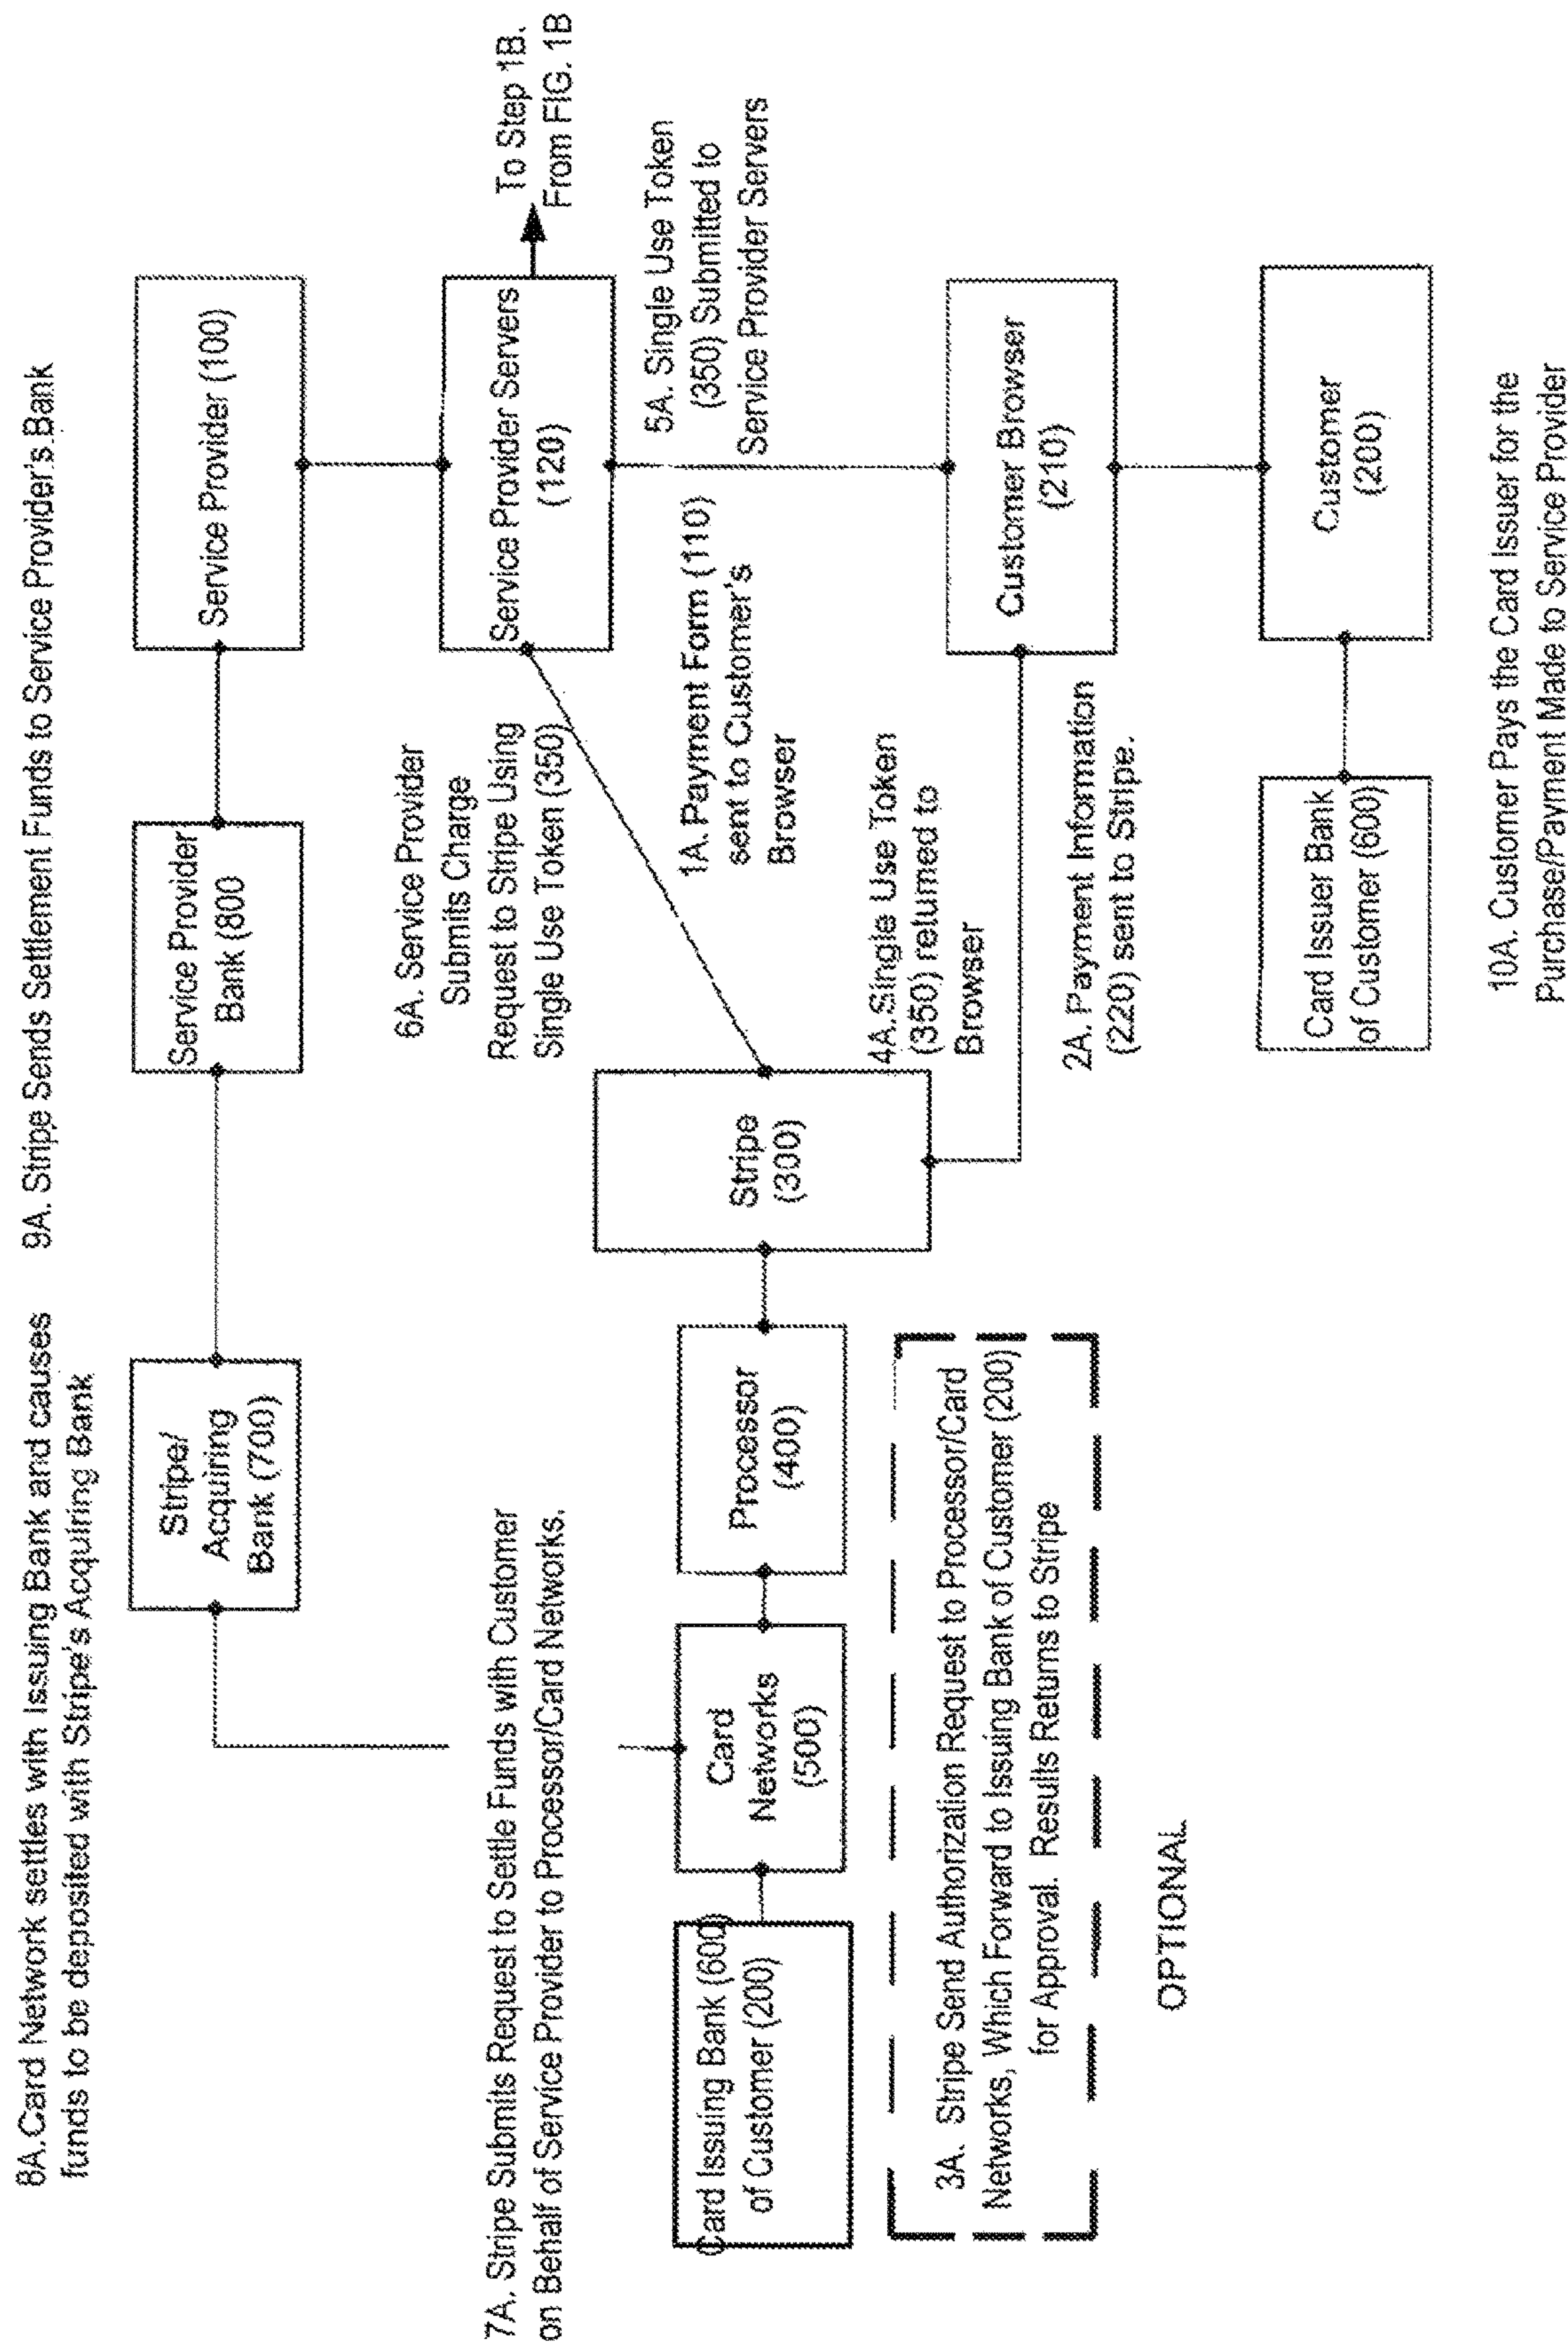 8A.Card Network settles with Issuing Bank and causes
funds to be deposited with Stripe's Acquiring Bank
9A. Stripe Sends Settlement Funds to Service Provider's Bank
Stripe/
Acquiring
Bank (700)
Service Provider
Bank (800
Service Provider (100)
7A. Stripe Submits Request to Settle Funds with Customer
on Behalf of Service Provider to Processor/Card Networks.
6A. Service Provider
Submits Charge
Request to Stripe Using
Single Use Token (350)
Service Provider Servers
(120)
To Step 1B.
From FIG. 1B
1A. Payment Form (110)
sent to Customer's
Browser
5A. Single Use Token
(350) Submitted to
Service Provider Servers
Card Issuing Bank (600)
of Customer (200)
Card
Networks
(500)
Processor
(400)
Stripe
(300)
4A.Single Use Token
(350) returned to
Browser
Customer Browser
(210)
3A. Stripe Send Authorization Request to Processor/Card
Networks, Which Forward to Issuing Bank of Customer (200)
for Approval. Results Returns to Stripe
OPTIONAL
2A. Payment Information
(220) sent to Stripe.
Card Issuer Bank
of Customer (600)
Customer
(200)
10A. Customer Pays the Card Issuer for the
Purchase/Payment Made to Service Provider